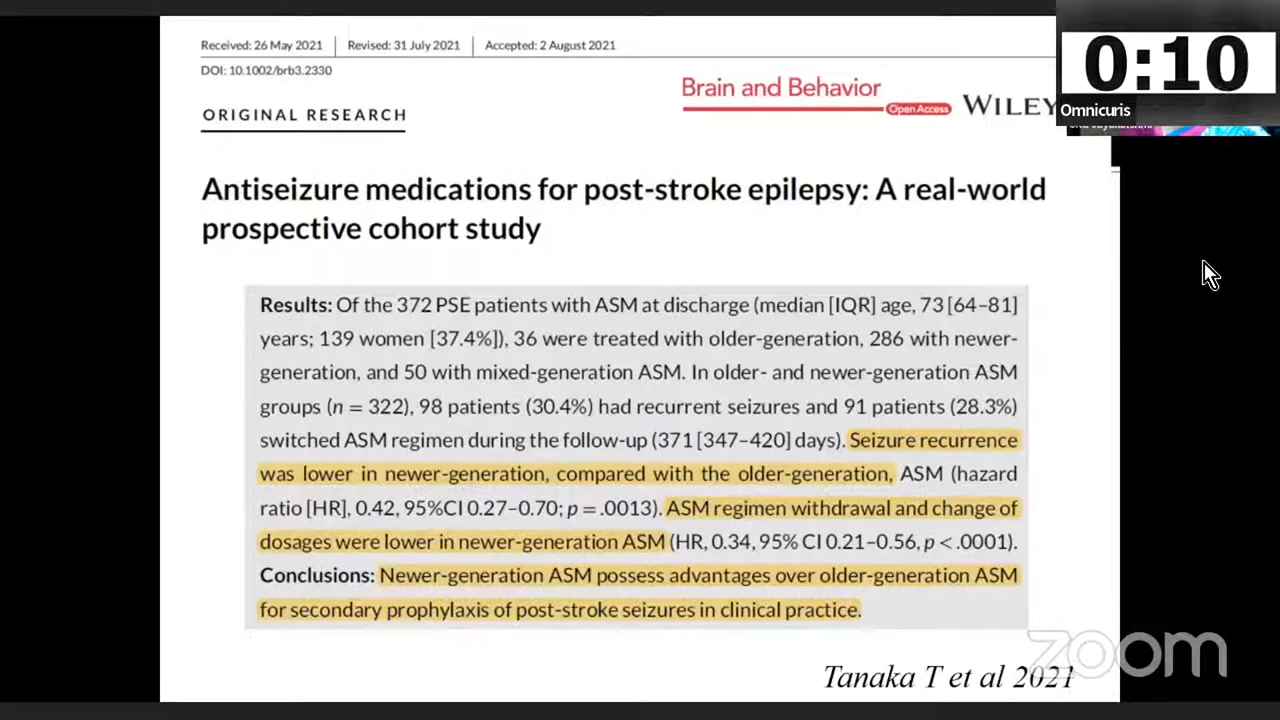 Received: 26 May 2021 | Revised: 31 July 2021 | Accepted: 2 August 2021
DOI: 10.1002/brb3.2330
0:10
Omnicuris
Brain and Behavior
Open Access
WILEY
ORIGINAL RESEARCH
Antiseizure medications for post-stroke epilepsy: A real-world
prospective cohort study
Results: Of the 372 PSE patients with ASM at discharge (median [IQR] age, 73 [64–81]
years; 139 women [37.4%]), 36 were treated with older-generation, 286 with newer-
generation, and 50 with mixed-generation ASM. In older- and newer-generation ASM
groups (n = 322), 98 patients (30.4%) had recurrent seizures and 91 patients (28.3%)
switched ASM regimen during the follow-up (371 [347–420] days). Seizure recurrence
was lower in newer-generation, compared with the older-generation, ASM (hazard
ratio [HR], 0.42, 95%CI 0.27–0.70; p = .0013). ASM regimen withdrawal and change of
dosages were lower in newer-generation ASM (HR, 0.34, 95% CI 0.21–0.56, p < .0001).
Conclusions: Newer-generation ASM possess advantages over older-generation ASM
for secondary prophylaxis of post-stroke seizures in clinical practice.
zoom
Tanaka T et al 2021